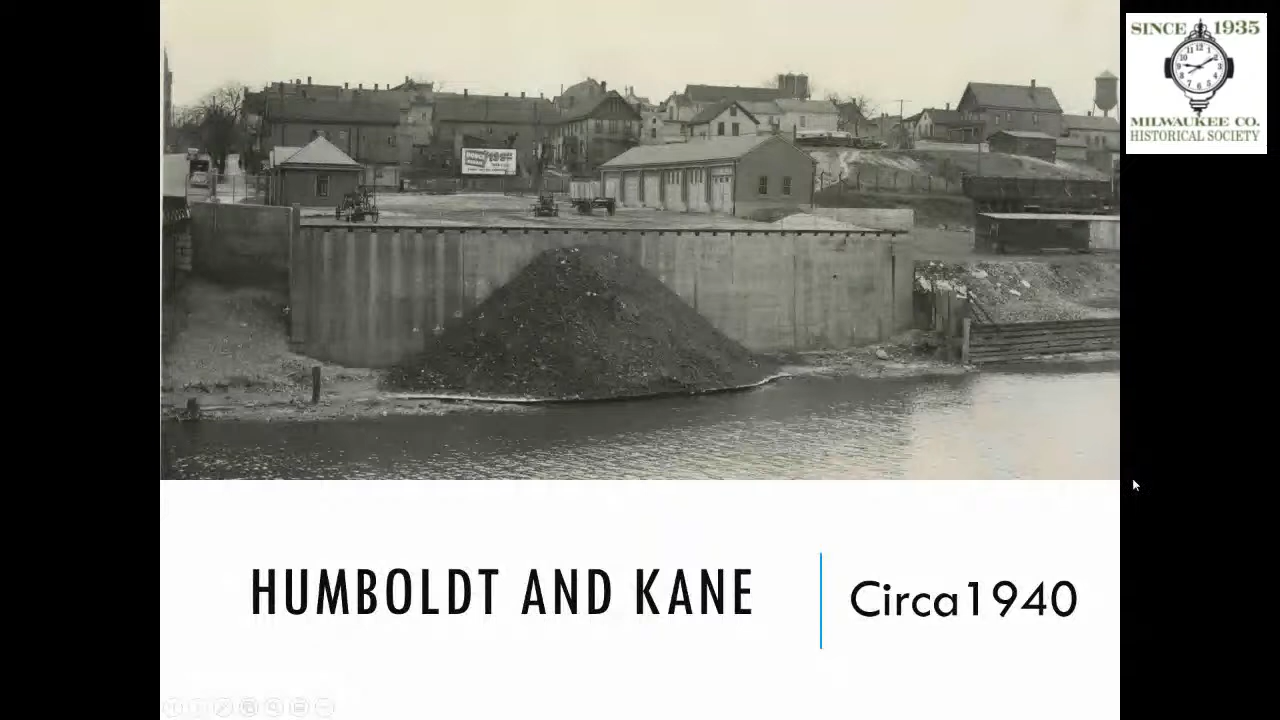 SINCE 1935
MILWAUKEE CO.
HISTORICAL SOCIETY
HUMBOLDT AND KANE
Circa1940